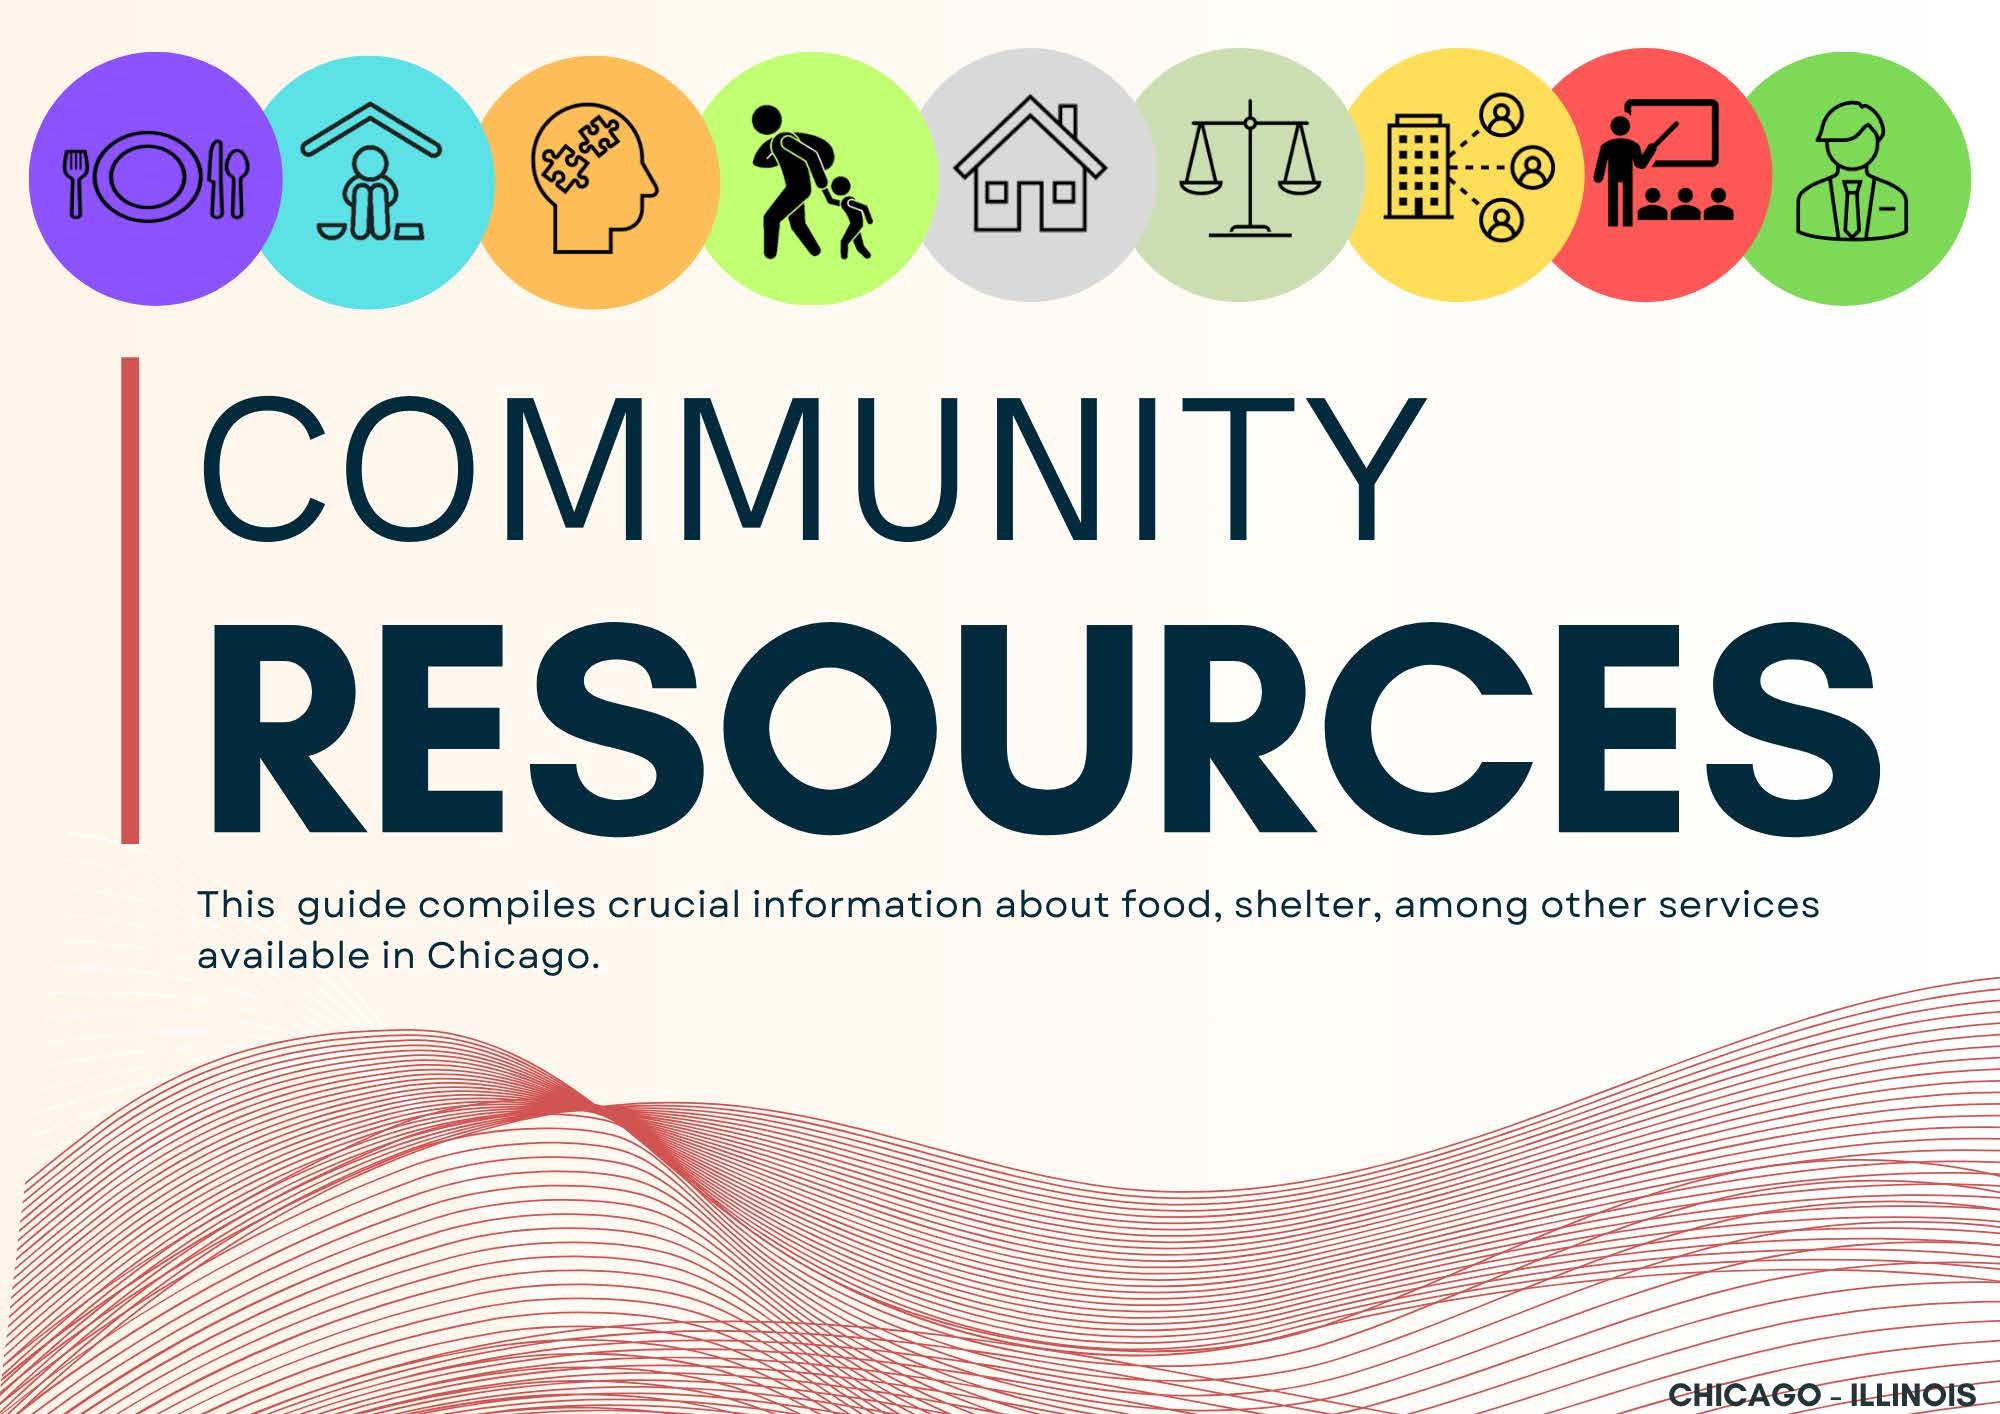 COMMUNITY
RESOURCES
This  guide compiles crucial information about food, shelter, among other services
available in Chicago.
CHICAGO - ILLINOIS